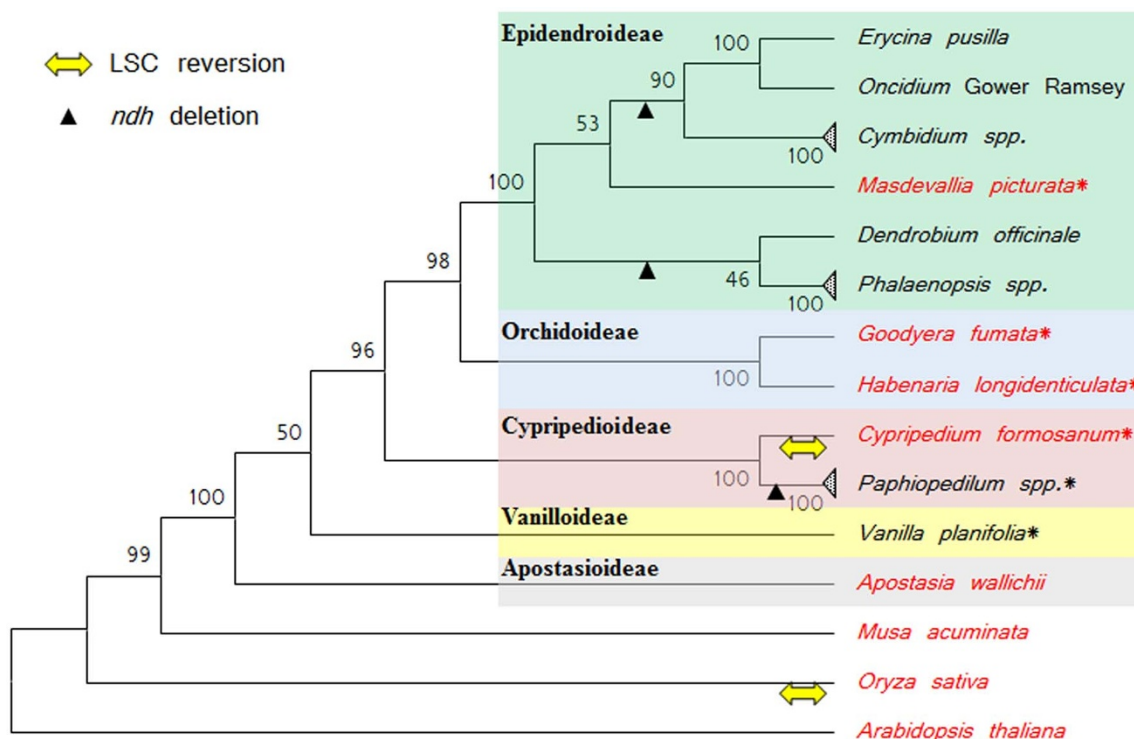 LSC reversion
ndh deletion
Epidendroideae
100
Erycina pusilla
90
Oncidium Gower Ramsey
53
100
Cymbidium spp.
100
Masdevallia picturata*
Dendrobium officinale
98
46
100
Phalaenopsis spp.
Orchidoideae
Goodyera fumata*
96
100
Habenaria longidenticulata*
Cypripedioideae
50
Cypripedium formosanum*
100
100
100
Paphiopedilum spp.*
Vanilloideae
Vanilla planifolia*
99
Apostasioideae
Apostasia wallichii
Musa acuminata
Oryza sativa
Arabidopsis thaliana